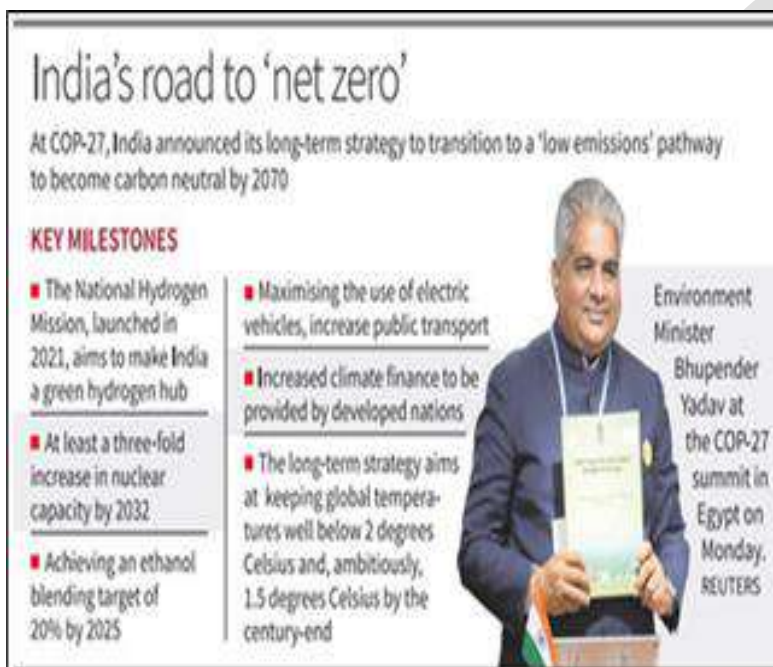 India's road to 'net zero'
At COP-27, India announced its long-term strategy to transition to a 'low emissions' pathway
to become carbon neutral by 2070
KEY MILESTONES
■ The National Hydrogen
Mission, launched in
2021, aims to make India
a green hydrogen hub
■ At least a three-fold
increase in nuclear
capacity by 2032
■ Achieving an ethanol
blending target of
20% by 2025
■ Maximising the use of electric
vehicles, increase public transport
■ Increased climate finance to be
provided by developed nations
■ The long-term strategy aims
at keeping global tempera-
tures well below 2 degrees
Celsius and, ambitiously,
1.5 degrees Celsius by the
century-end
Environment
Minister
Bhupender
Yadav at
the COP-27
summit in
Egypt on
Monday.
REUTERS